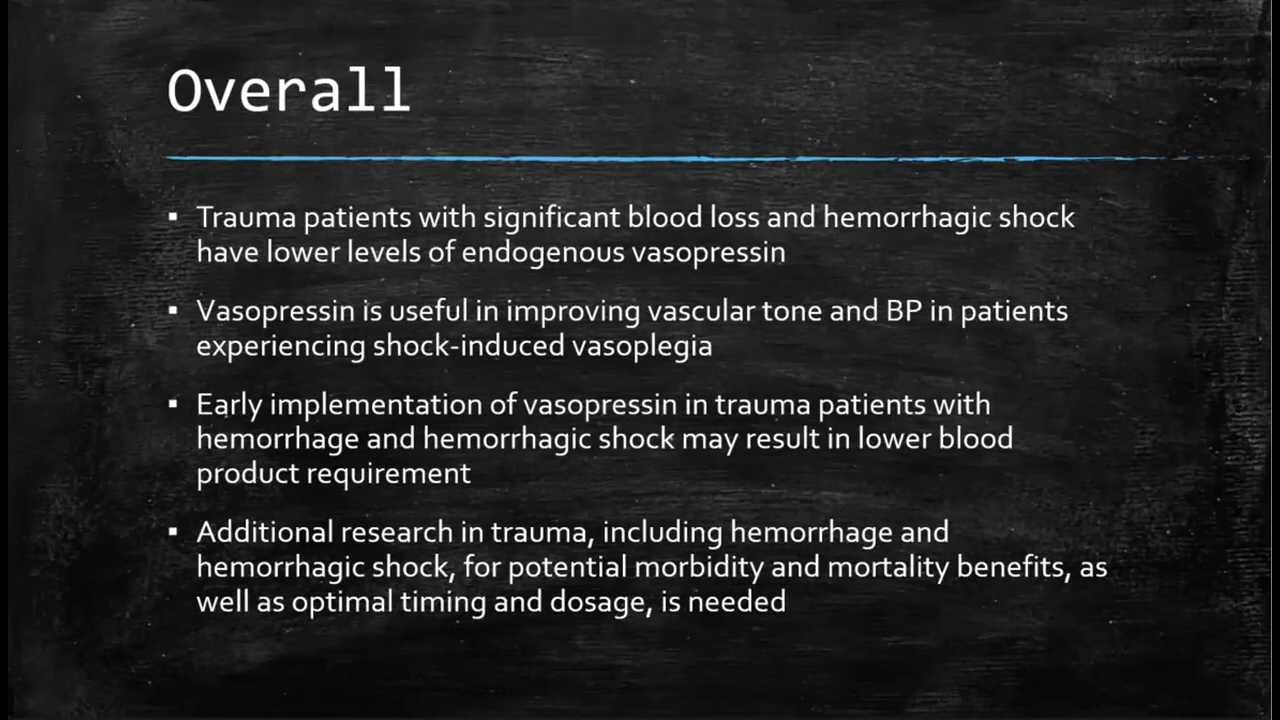 Overall
▪ Trauma patients with significant blood loss and hemorrhagic shock
have lower levels of endogenous vasopressin
▪ Vasopressin is useful in improving vascular tone and BP in patients
experiencing shock-induced vasoplegia
▪ Early implementation of vasopressin in trauma patients with
hemorrhage and hemorrhagic shock may result in lower blood
product requirement
▪ Additional research in trauma, including hemorrhage and
hemorrhagic shock, for potential morbidity and mortality benefits, as
well as optimal timing and dosage, is needed